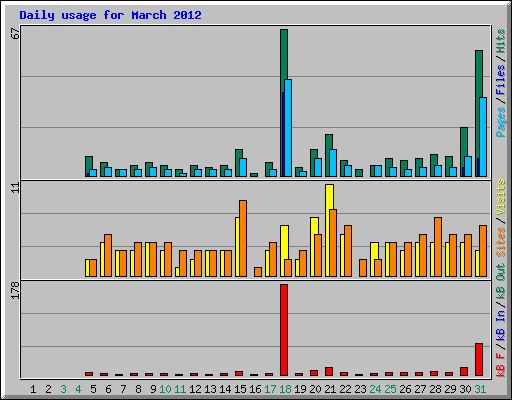 Daily usage for March 2012
67
Pages / Files / Hits
11
Sites / Visits
178
kB F / kB In / kB Out
1 2 3 4 5 6 7 8 9 10 11 12 13 14 15 16 17 18 19 20 21 22 23 24 25 26 27 28 29 30 31